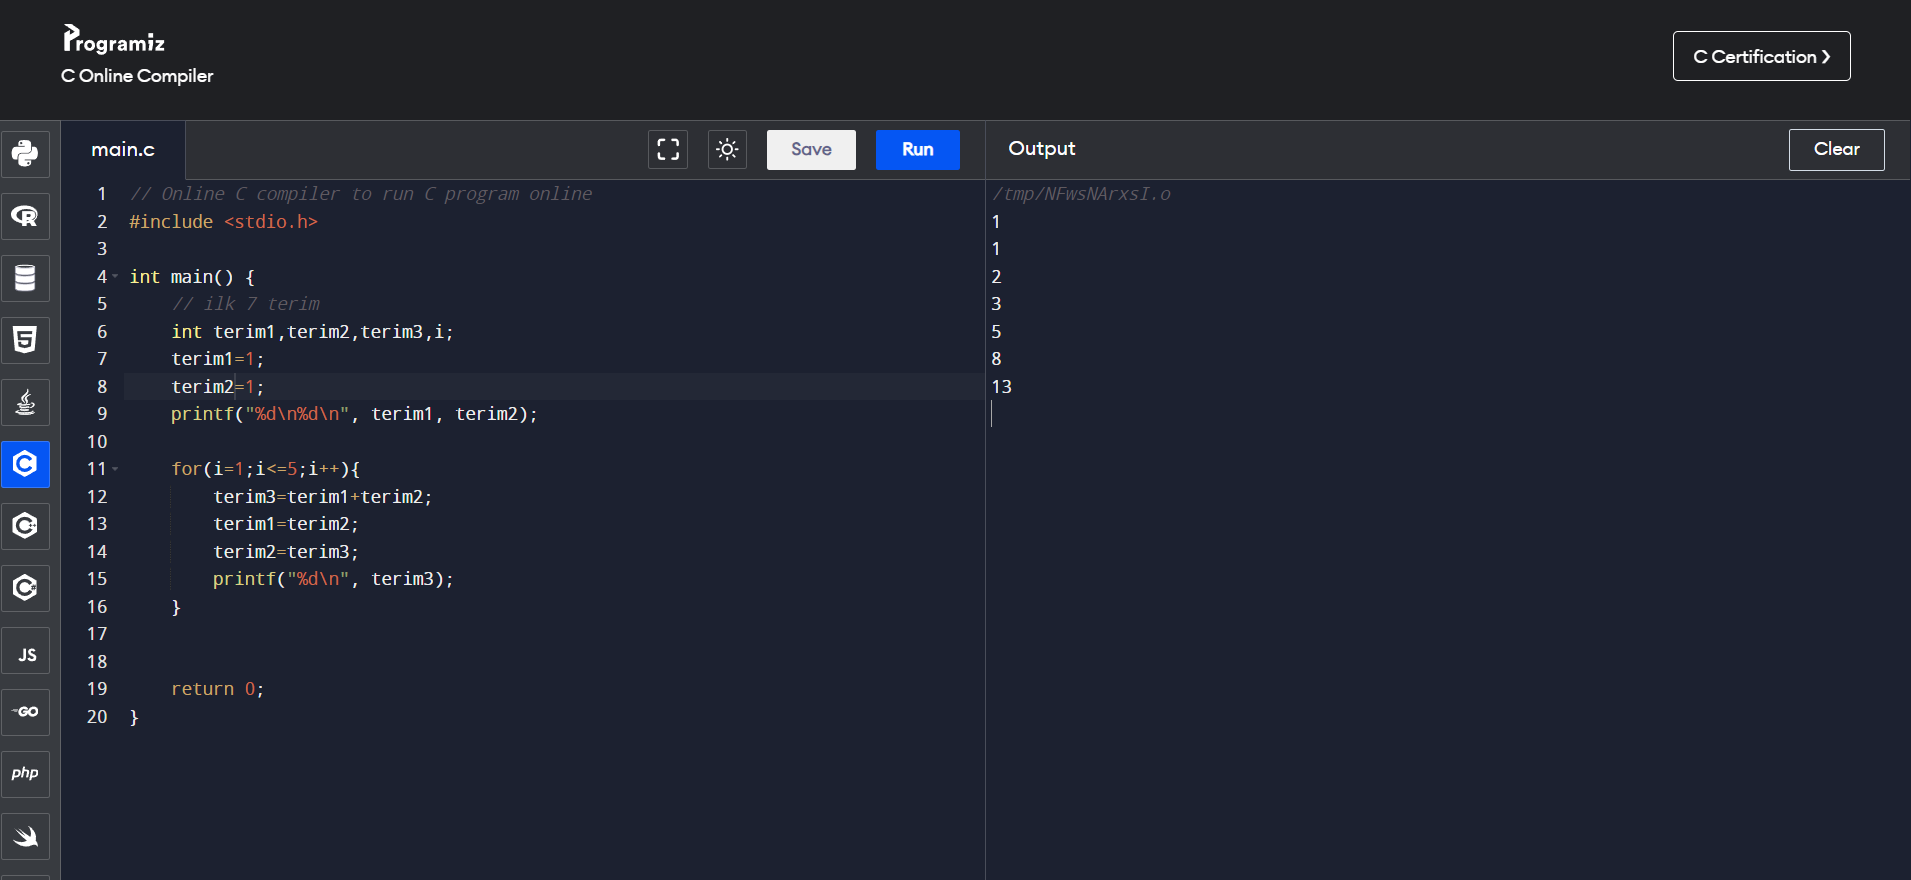 Programiz
C Online Compiler
C Certification ❯
main.c
Save
Run
Output
Clear
1 // Online C compiler to run C program online
2 #include <stdio.h>
3
4 int main() {
5     // ilk 7 terim
6     int terim1,terim2,terim3,i;
7     terim1=1;
8     terim2=1;
9     printf("%d\n%d\n", terim1, terim2);
10
11     for(i=1;i<=5;i++){
12         terim3=terim1+terim2;
13         terim1=terim2;
14         terim2=terim3;
15         printf("%d\n", terim3);
16     }
17
18
19     return 0;
20 }
/tmp/NFwsNArxsI.o
1
1
2
3
5
8
13
R
5
C
C++
C#
JS
GO
php